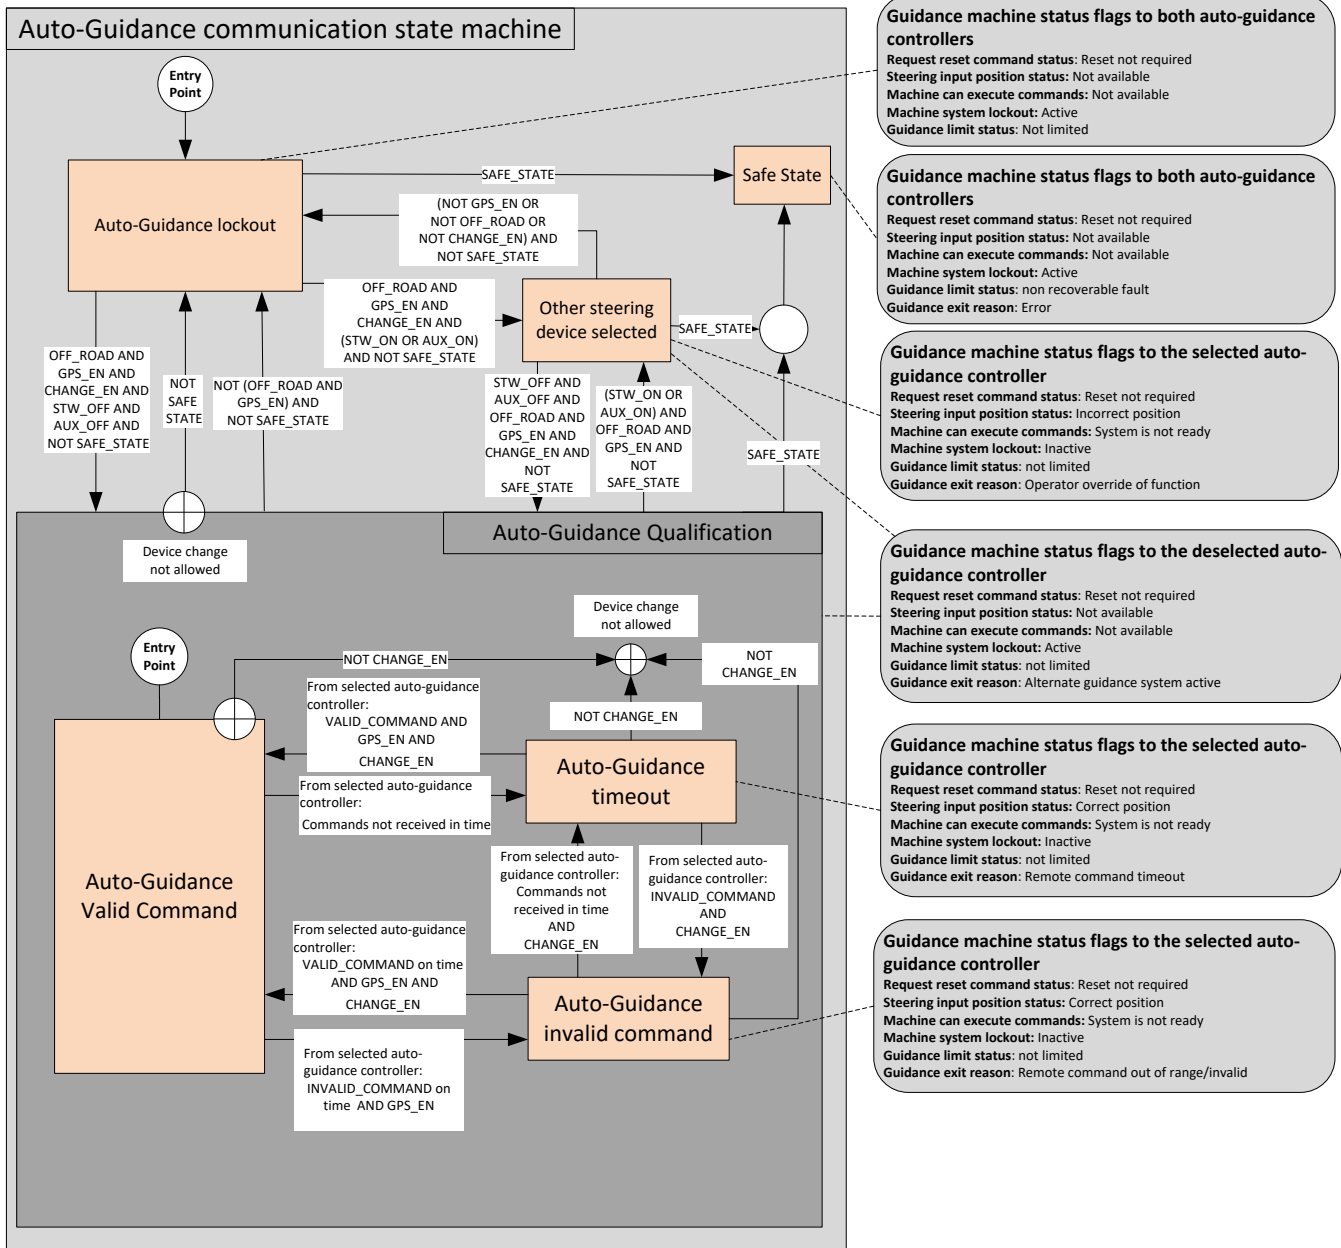 Auto-Guidance communication state machine
Entry
Point
Auto-Guidance lockout
SAFE_STATE
Safe State
(NOT GPS_EN OR
NOT OFF_ROAD OR
NOT CHANGE_EN) AND
NOT SAFE_STATE
OFF_ROAD AND
GPS_EN AND
CHANGE_EN AND
(STW_ON OR AUX_ON)
AND NOT SAFE_STATE
Other steering
device selected
SAFE_STATE
OFF_ROAD AND
GPS_EN AND
CHANGE_EN AND
STW_OFF AND
AUX_OFF AND
NOT SAFE_STATE
NOT
SAFE
STATE
NOT (OFF_ROAD AND
GPS_EN) AND
NOT SAFE_STATE
STW_OFF AND
AUX_OFF AND
OFF_ROAD AND
GPS_EN AND
CHANGE_EN AND
NOT
SAFE_STATE
(STW_ON OR
AUX_ON) AND
OFF_ROAD AND
GPS_EN AND
NOT
SAFE_STATE
SAFE_STATE
Device change
not allowed
Auto-Guidance Qualification
Entry
Point
Device change
not allowed
NOT CHANGE_EN
NOT
CHANGE_EN
From selected auto-guidance
controller:
VALID_COMMAND AND
GPS_EN AND
CHANGE_EN
NOT CHANGE_EN
Auto-Guidance
timeout
From selected auto-guidance
controller:
Commands not received in time
Auto-Guidance
Valid Command
From selected auto-
guidance controller:
Commands not
received in time
AND
CHANGE_EN
From selected auto-
guidance controller:
INVALID_COMMAND
AND
CHANGE_EN
From selected auto-guidance
controller:
VALID_COMMAND on time
AND GPS_EN AND
CHANGE_EN
Auto-Guidance
invalid command
From selected auto-
guidance controller:
INVALID_COMMAND on
time AND GPS_EN
Guidance machine status flags to both auto-guidance
controllers
Request reset command status: Reset not required
Steering input position status: Not available
Machine can execute commands: Not available
Machine system lockout: Active
Guidance limit status: Not limited
Guidance machine status flags to both auto-guidance
controllers
Request reset command status: Reset not required
Steering input position status: Not available
Machine can execute commands: Not available
Machine system lockout: Active
Guidance limit status: non recoverable fault
Guidance exit reason: Error
Guidance machine status flags to the selected auto-
guidance controller
Request reset command status: Reset not required
Steering input position status: Incorrect position
Machine can execute commands: System is not ready
Machine system lockout: Inactive
Guidance limit status: not limited
Guidance exit reason: Operator override of function
Guidance machine status flags to the deselected auto-
guidance controller
Request reset command status: Reset not required
Steering input position status: Not available
Machine can execute commands: Not available
Machine system lockout: Active
Guidance limit status: not limited
Guidance exit reason: Alternate guidance system active
Guidance machine status flags to the selected auto-
guidance controller
Request reset command status: Reset not required
Steering input position status: Correct position
Machine can execute commands: System is not ready
Machine system lockout: Inactive
Guidance limit status: not limited
Guidance exit reason: Remote command timeout
Guidance machine status flags to the selected auto-
guidance controller
Request reset command status: Reset not required
Steering input position status: Correct position
Machine can execute commands: System is not ready
Machine system lockout: Inactive
Guidance limit status: not limited
Guidance exit reason: Remote command out of range/invalid